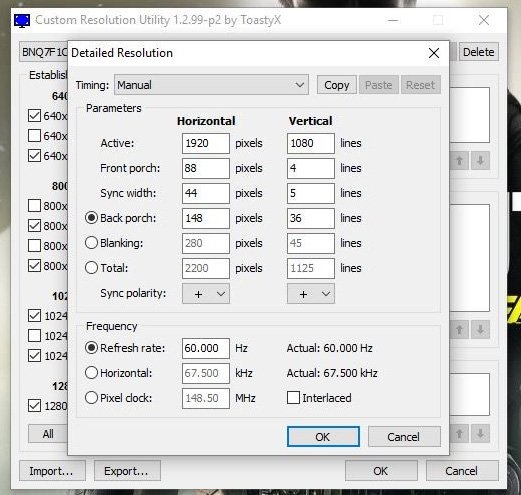 Custom Resolution Utility 1.2.99-p2 by ToastyX
BNQ7F1 Delete
Detailed Resolution
Timing: Manual Copy Paste Reset
Parameters
Horizontal Vertical
Active: 1920 pixels 1080 lines
Front porch: 88 pixels 4 lines
Sync width: 44 pixels 5 lines
Back porch: 148 pixels 36 lines
Blanking: 280 pixels 45 lines
Total: 2200 pixels 1125 lines
Sync polarity: + +
Frequency
Refresh rate: 60.000 Hz Actual: 60.000 Hz
Horizontal: 67.500 kHz Actual: 67.500 kHz
Pixel clock: 148.50 MHz Interlaced
OK Cancel
Establis
640
640x
640x
640x
800
800x
800x
800x
800x
102
1024
1024
1024
128
1280
All
Import... Export... OK Cancel